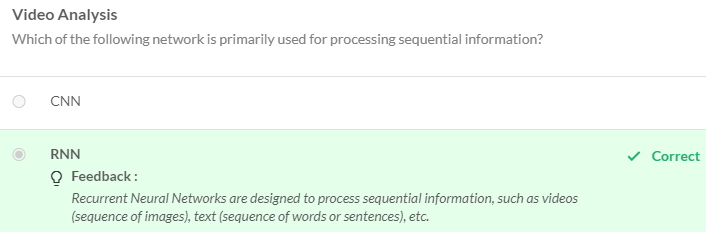 Video Analysis
Which of the following network is primarily used for processing sequential information?
CNN
RNN
Correct
Feedback :
Recurrent Neural Networks are designed to process sequential information, such as videos
(sequence of images), text (sequence of words or sentences), etc.